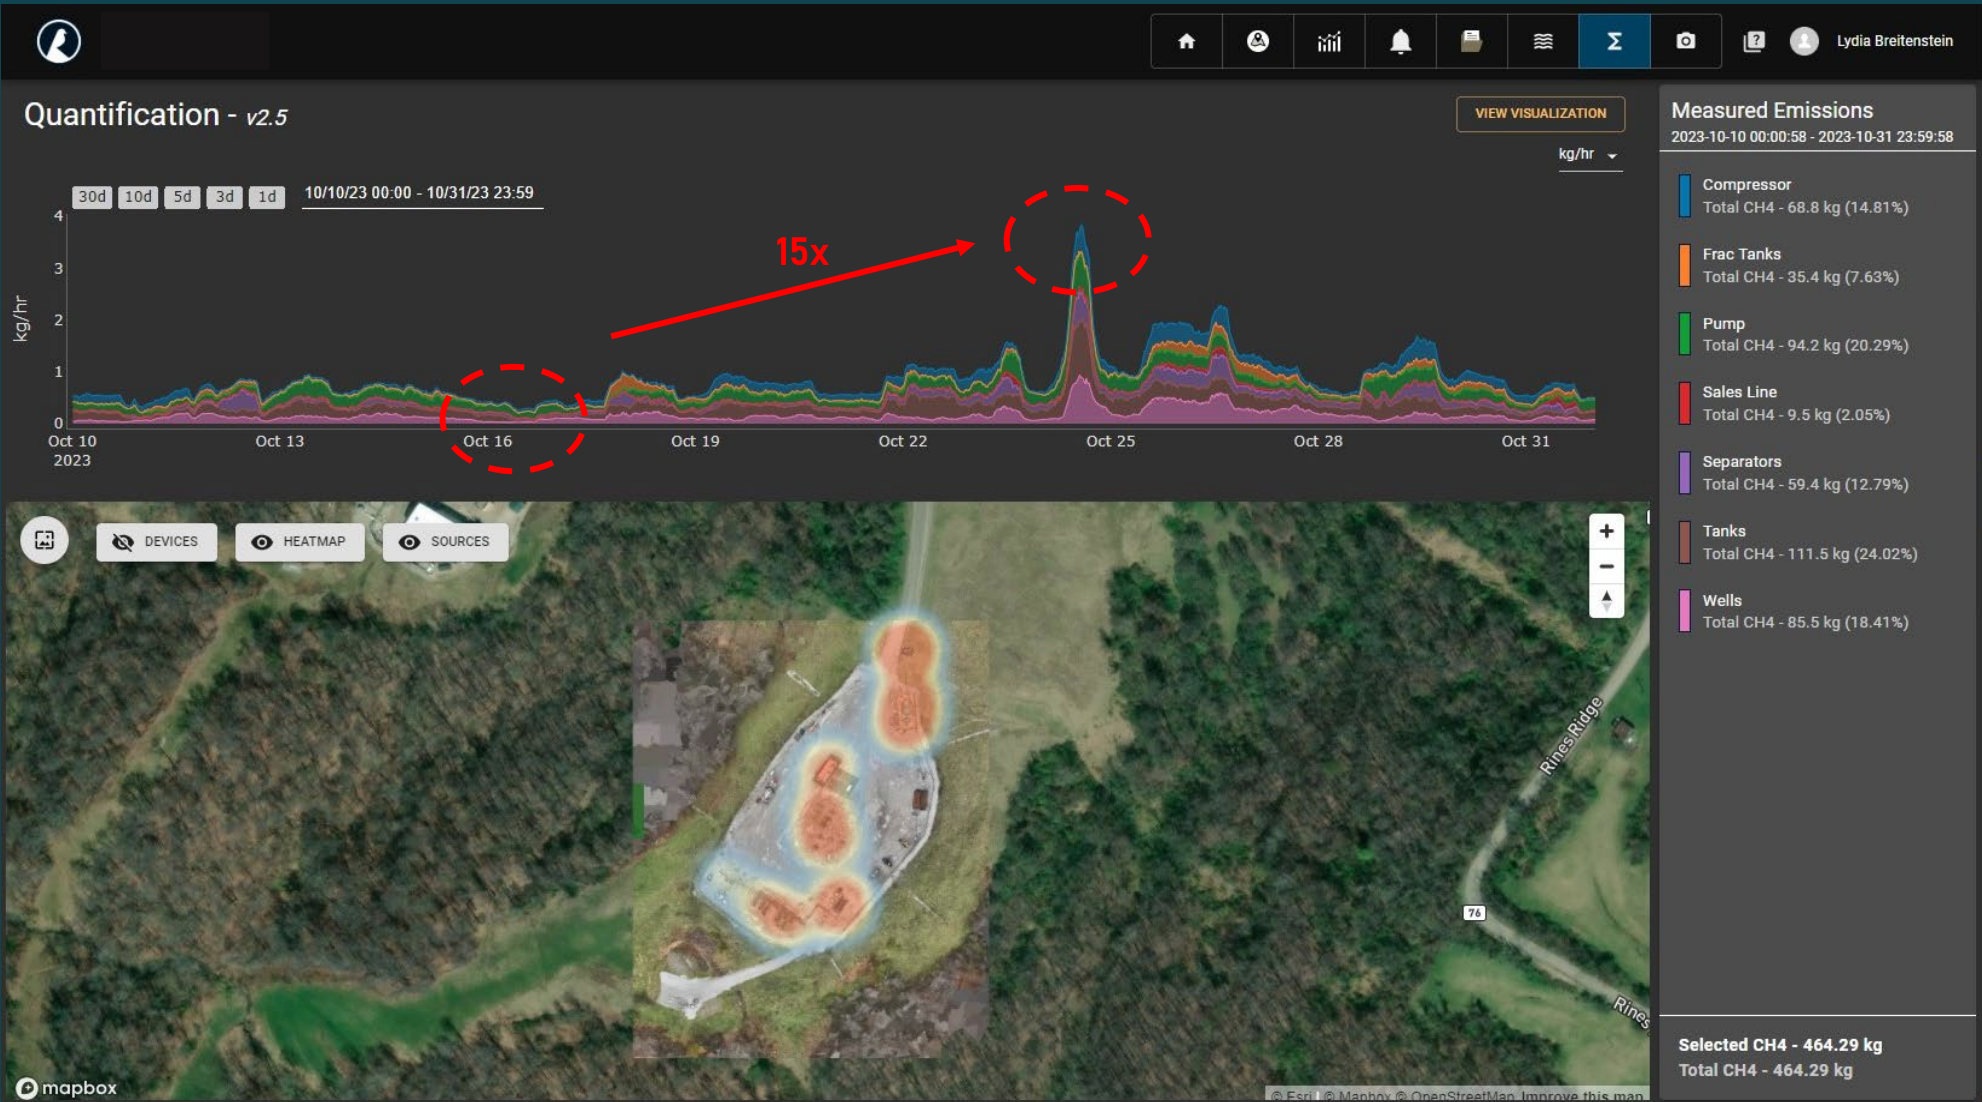 Lydia Breitenstein
Quantification - v2.5
VIEW VISUALIZATION
kg/hr
30d 10d 5d 3d 1d 10/10/23 00:00 - 10/31/23 23:59
15x
kg/hr
4
3
2
1
0
Oct 10 Oct 13 Oct 16 Oct 19 Oct 22 Oct 25 Oct 28 Oct 31
2023
Measured Emissions
2023-10-10 00:00:58 - 2023-10-31 23:59:58
Compressor
Total CH4 - 68.8 kg (14.81%)
Frac Tanks
Total CH4 - 35.4 kg (7.63%)
Pump
Total CH4 - 94.2 kg (20.29%)
Sales Line
Total CH4 - 9.5 kg (2.05%)
Separators
Total CH4 - 59.4 kg (12.79%)
Tanks
Total CH4 - 111.5 kg (24.02%)
Wells
Total CH4 - 85.5 kg (18.41%)
Selected CH4 - 464.29 kg
Total CH4 - 464.29 kg
DEVICES HEATMAP SOURCES
Rines Ridge
76
Rines
mapbox
© Esri | © Mapbox © OpenStreetMap Improve this map